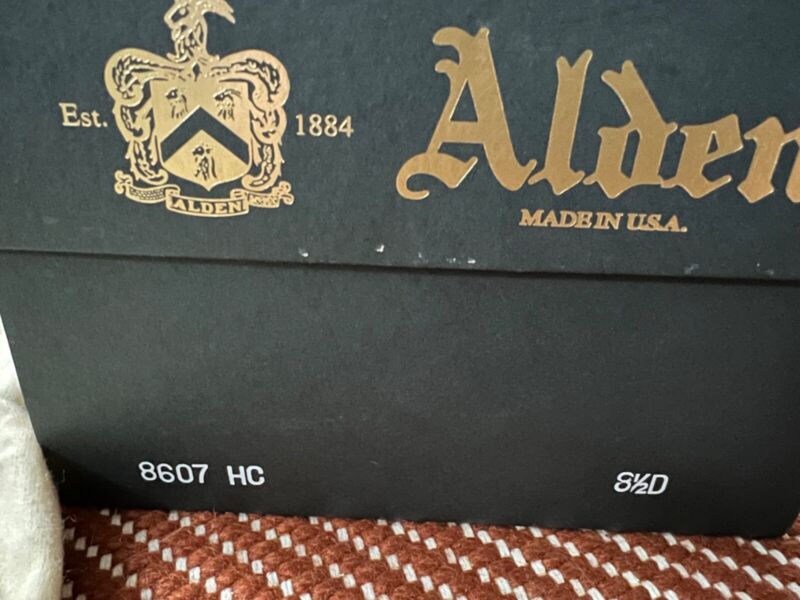 Est.
1884
ALDEN
Alden
MADE IN U.S.A.
8607 HC
8½D